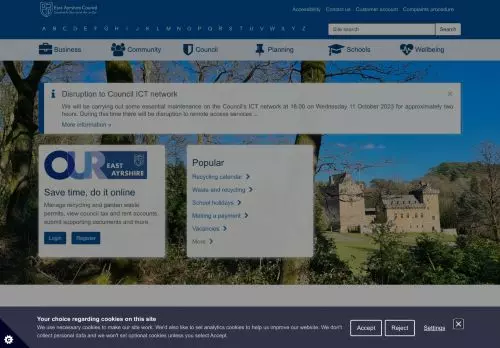 East Ayrshire Council
Accessibility Contact us Customer account Complaints procedure
A B C D E F G H I J K L M N O P Q R S T U V W X Y Z
Site search Search
Business Community Council Planning Schools Wellbeing
Disruption to Council ICT network ×
We will be carrying out some essential maintenance on the Council's ICT network at 16:00 on Wednesday 11 October 2023 for approximately two
hours. During this time there will be disruption to remote access services ...
More information »
OUR EAST AYRSHIRE
Save time, do it online
Manage recycling and garden waste
permits, view council tax and rent accounts,
submit supporting documents and more.
Login Register
Popular
Recycling calendar
Waste and recycling
School holidays
Making a payment
Vacancies
More
Your choice regarding cookies on this site
We use necessary cookies to make our site work. We'd also like to set analytics cookies to help us improve our website. We don't
collect personal data and we won't set optional cookies unless you select Accept.
Accept Reject Settings